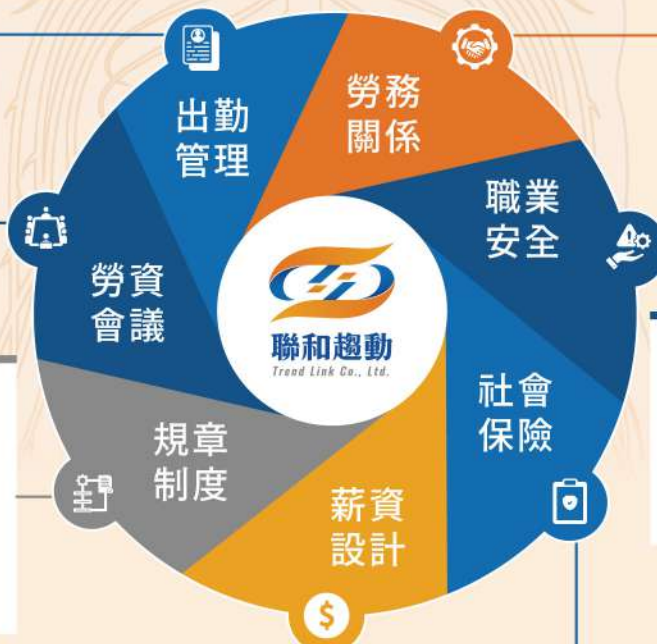 出勤
管理
勞務
關係
職業
安全
勞資
會議
聯和趨動
Trend Link Co., Ltd.
社會
保險
規章
制度
薪資
設計
$